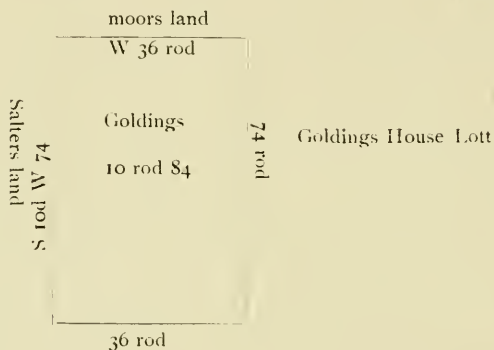 moors land
W 36 rod
Salters land
S 10d W 74
Goldings
10 rod 84
74 rod
Goldings House Lott
36 rod